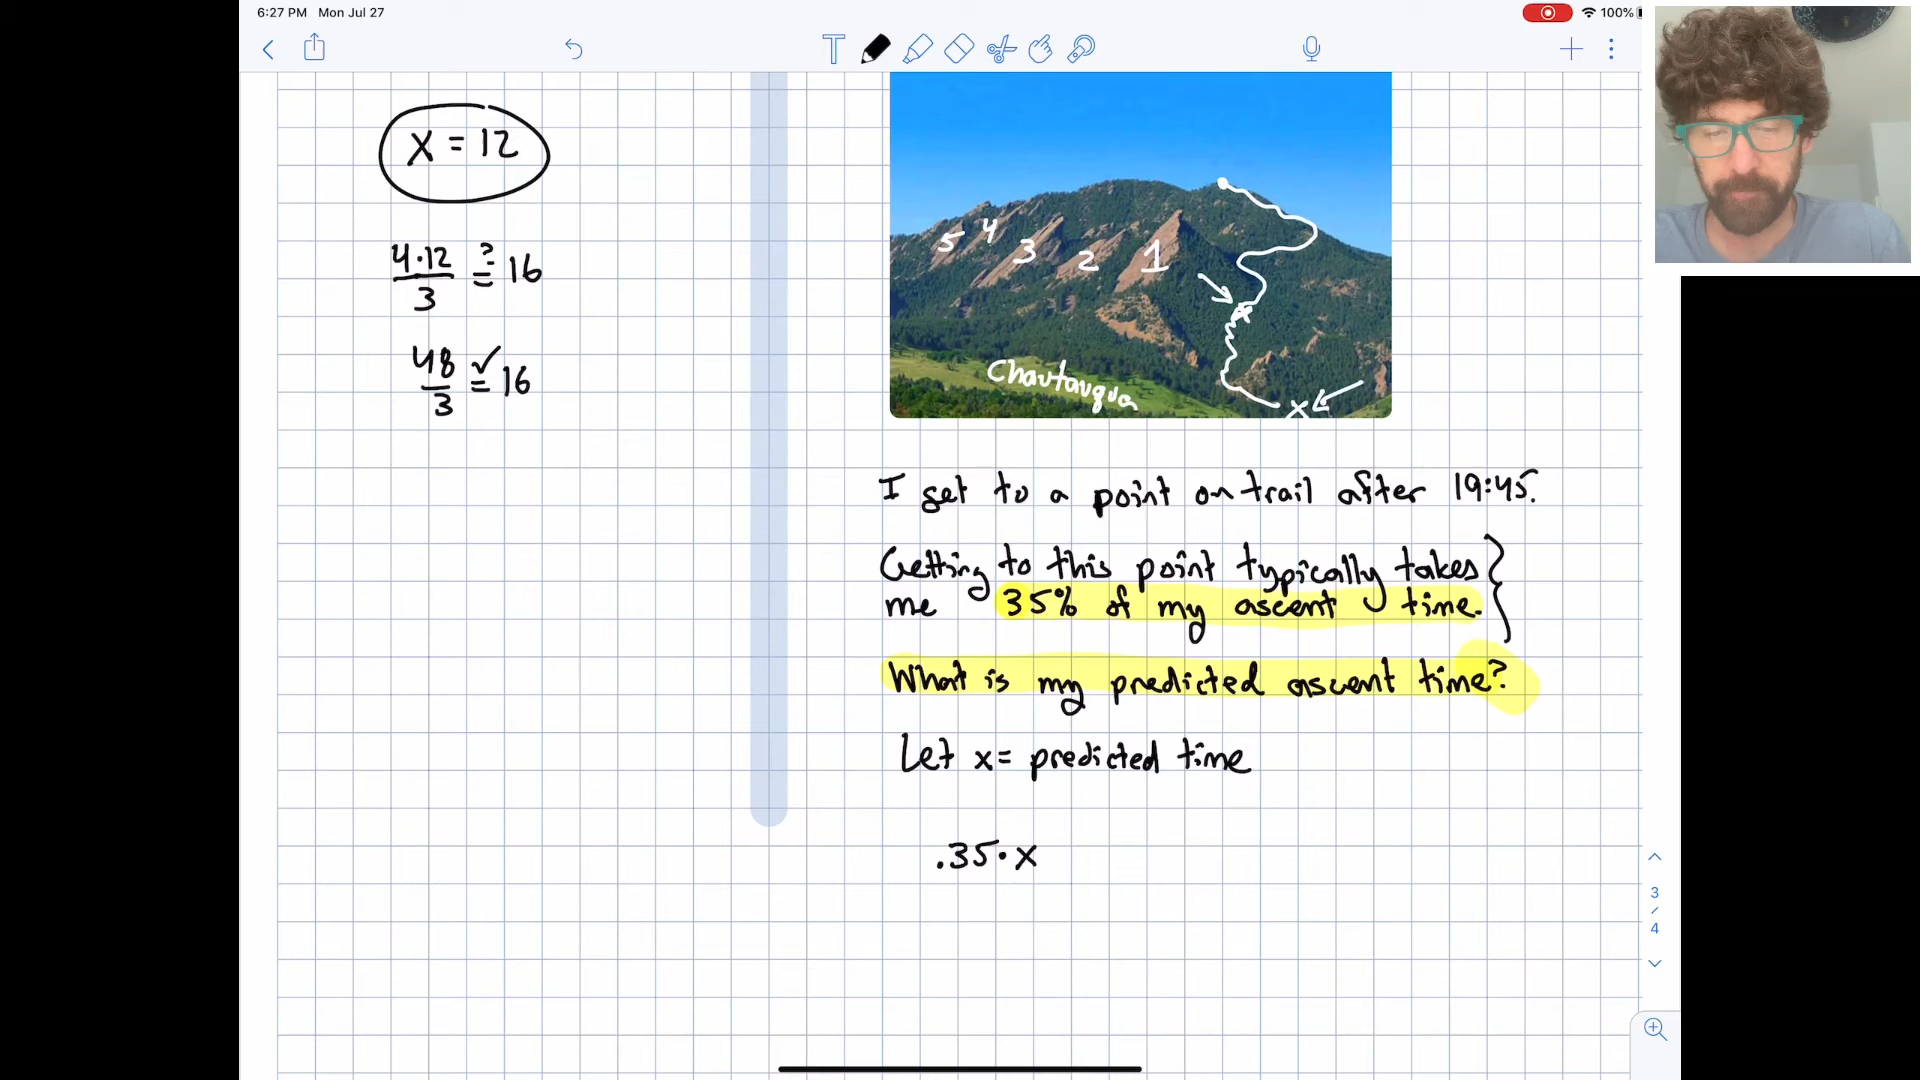 6:27 PM Mon Jul 27
100%
T
x = 12
4·12
3
?
= 16
48
3
✓
= 16
5 4 3 2 1
x
Chautauqua
x
I get to a point on trail after 19:45.
Getting to this point typically takes
me 35% of my ascent time.
What is my predicted ascent time?
Let x = predicted time
.35·x
3
/
4